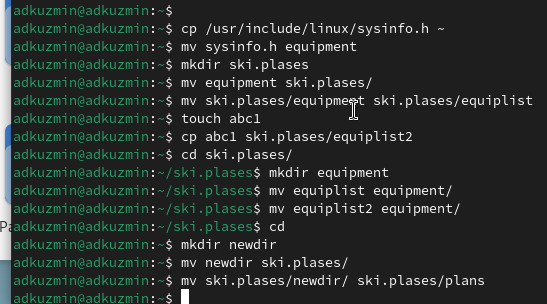 adkuzmin@adkuzmin:~$
adkuzmin@adkuzmin:~$ cp /usr/include/linux/sysinfo.h ~
adkuzmin@adkuzmin:~$ mv sysinfo.h equipment
adkuzmin@adkuzmin:~$ mkdir ski.plases
adkuzmin@adkuzmin:~$ mv equipment ski.plases/
adkuzmin@adkuzmin:~$ mv ski.plases/equipment ski.plases/equiplist
adkuzmin@adkuzmin:~$ touch abc1
adkuzmin@adkuzmin:~$ cp abc1 ski.plases/equiplist2
adkuzmin@adkuzmin:~$ cd ski.plases/
adkuzmin@adkuzmin:~/ski.plases$ mkdir equipment
adkuzmin@adkuzmin:~/ski.plases$ mv equiplist equipment/
adkuzmin@adkuzmin:~/ski.plases$ mv equiplist2 equipment/
adkuzmin@adkuzmin:~/ski.plases$ cd
adkuzmin@adkuzmin:~$ mkdir newdir
adkuzmin@adkuzmin:~$ mv newdir ski.plases/
adkuzmin@adkuzmin:~$ mv ski.plases/newdir/ ski.plases/plans
adkuzmin@adkuzmin:~$